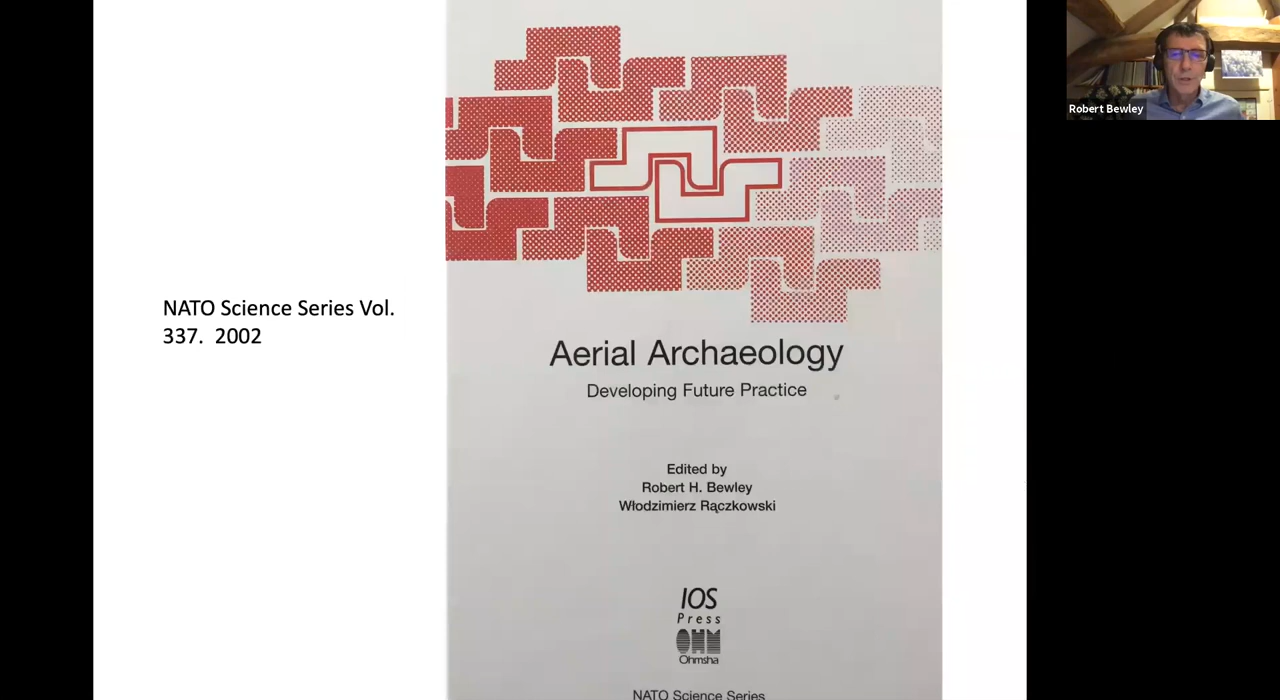 Robert Bewley
NATO Science Series Vol.
337.  2002
Aerial Archaeology
Developing Future Practice
Edited by
Robert H. Bewley
Włodzimierz Rączkowski
IOS
Press
OHM
Ohmsha
NATO Science Series